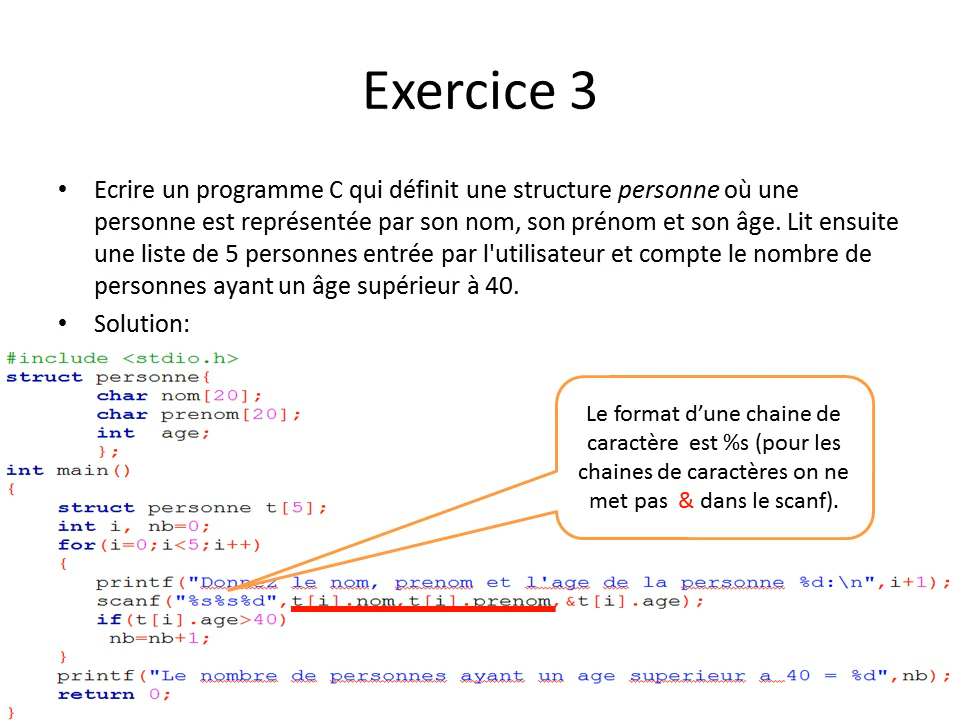 Exercice 3
• Ecrire un programme C qui définit une structure personne où une
personne est représentée par son nom, son prénom et son âge. Lit ensuite
une liste de 5 personnes entrée par l'utilisateur et compte le nombre de
personnes ayant un âge supérieur à 40.
• Solution:
#include <stdio.h>
struct personne{
char nom[20];
char prenom[20];
int age;
};
int main()
{
struct personne t[5];
int i, nb=0;
for(i=0;i<5;i++)
{
printf("Donnez le nom, prenom et l'age de la personne %d:\n",i+1);
scanf("%s%s%d",t[i].nom,t[i].prenom,&t[i].age);
if(t[i].age>40)
nb=nb+1;
}
printf("Le nombre de personnes ayant un age superieur a 40 = %d",nb);
return 0;
}
Le format d’une chaine de
caractère est %s (pour les
chaines de caractères on ne
met pas & dans le scanf).